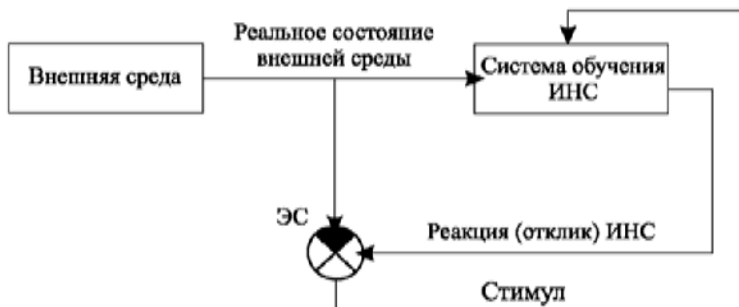 Реальное состояние
внешней среды
Внешняя среда
Система обучения
ИНС
ЭС
Реакция (отклик) ИНС
Стимул